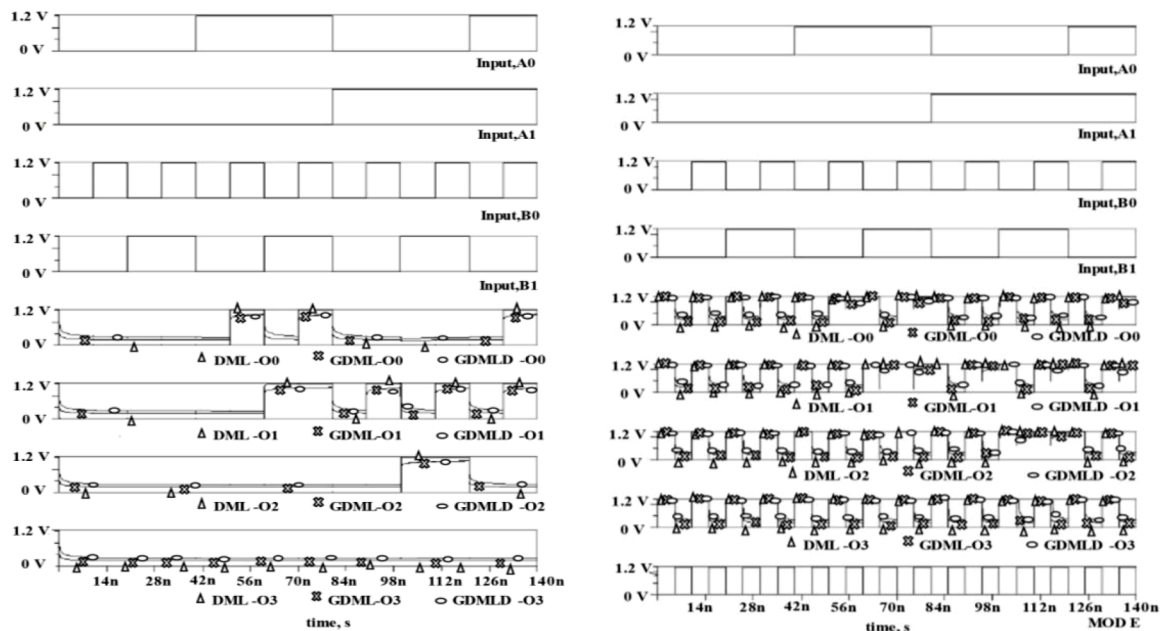 1.2 V
0 V
Input,A0
1.2 V
0 V
Input,A1
1.2 V
0 V
Input,B0
1.2 V
0 V
Input,B1
1.2 V
0 V
DML -O0 GDML-O0 GDMLD -O0
1.2 V
0 V
DML -O1 GDML-O1 GDMLD -O1
1.2 V
0 V
DML -O2 GDML-O2 GDMLD -O2
1.2 V
0 V
14n 28n 42n 56n 70n 84n 98n 112n 126n 140n
DML -O3 GDML-O3 GDMLD -O3
time, s
1.2 V
0 V
Input,A0
1.2 V
0 V
Input,A1
1.2 V
0 V
Input,B0
1.2 V
0 V
Input,B1
1.2 V
0 V
DML -O0 GDML-O0 GDMLD -O0
1.2 V
0 V
DML -O1 GDML-O1 GDMLD -O1
1.2 V
0 V
DML -O2 GDML-O2 GDMLD -O2
1.2 V
0 V
DML -O3 GDML-O3 GDMLD -O3
1.2 V
0 V
14n 28n 42n 56n 70n 84n 98n 112n 126n 140n
time, s MOD E